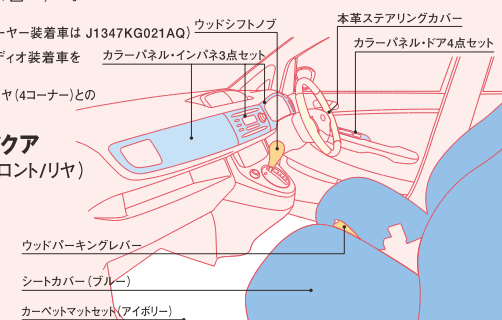 ーヤー装着車は J1347KG021AQ)
ディオ装着車を
ヤ(4コーナー)との
クア
ロント/リヤ)
ウッドシフトノブ
本革ステアリングカバー
カラーパネル・インパネ3点セット
カラーパネル・ドア4点セット
ウッドパーキングレバー
シートカバー(ブルー)
カーペットマットセット(アイボリー)